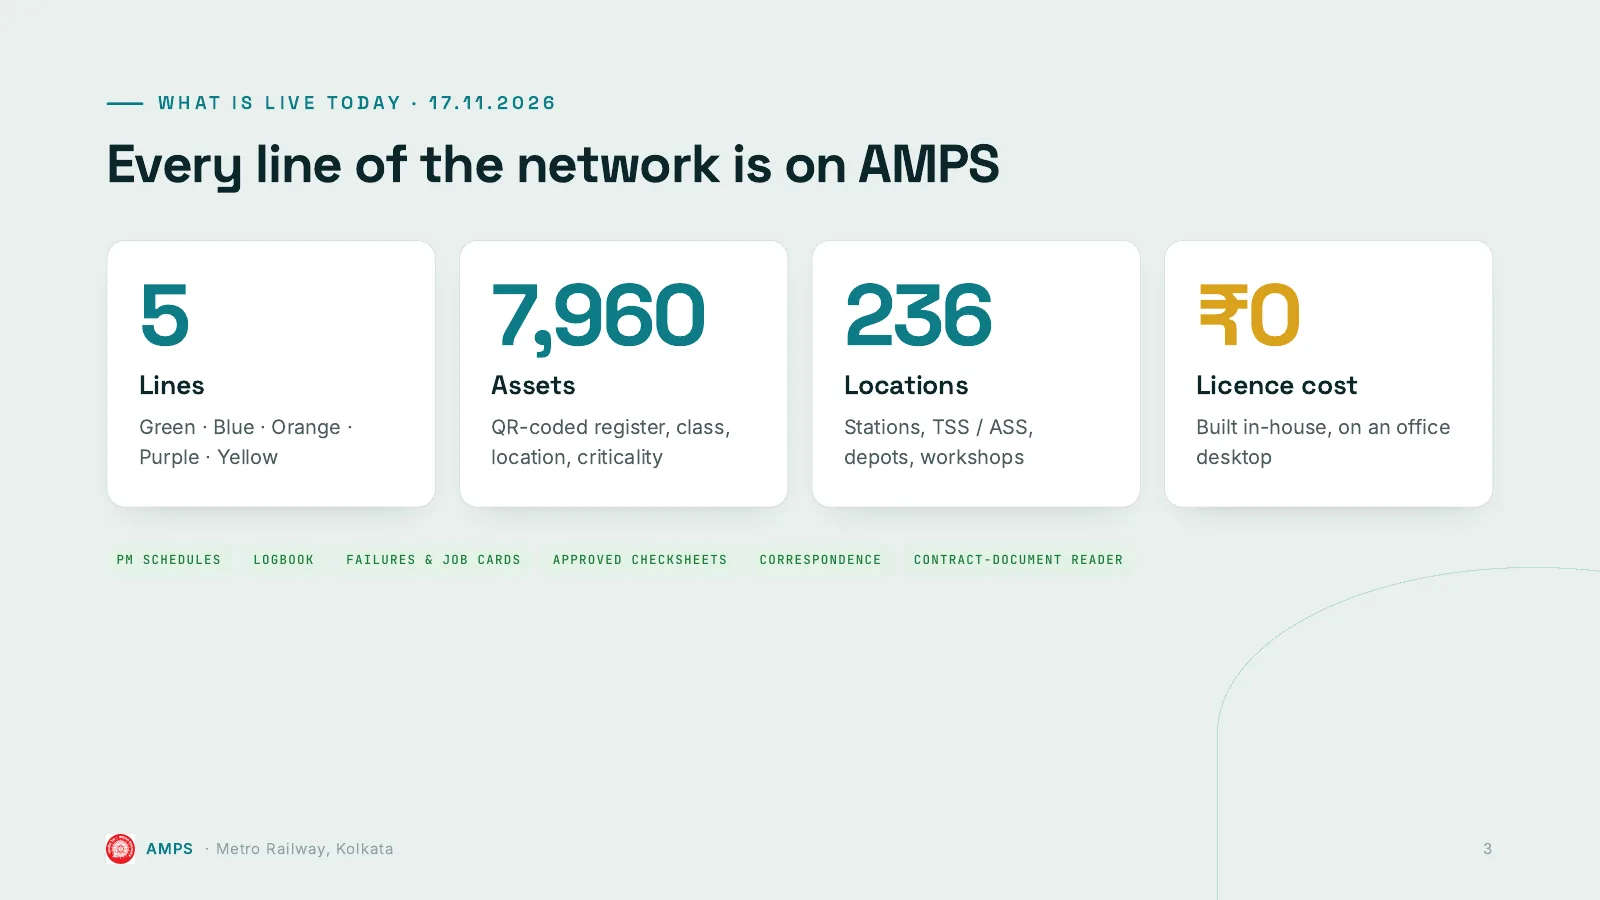 WHAT IS LIVE TODAY · 17.11.2026
Every line of the network is on AMPS
5
Lines
Green · Blue · Orange ·
Purple · Yellow
7,960
Assets
QR-coded register, class,
location, criticality
236
Locations
Stations, TSS / ASS,
depots, workshops
₹0
Licence cost
Built in-house, on an office
desktop
PM SCHEDULES LOGBOOK FAILURES & JOB CARDS APPROVED CHECKSHEETS CORRESPONDENCE CONTRACT-DOCUMENT READER
AMPS · Metro Railway, Kolkata
3